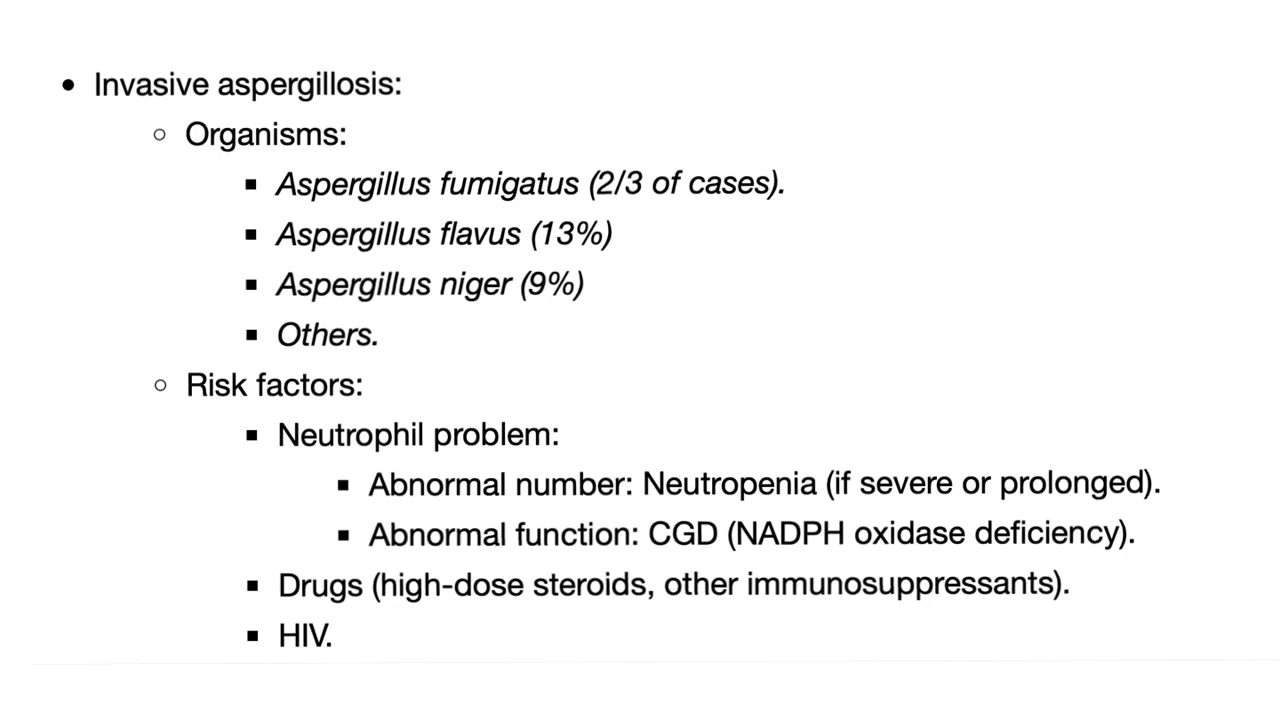 • Invasive aspergillosis:
○ Organisms:
▪ Aspergillus fumigatus (2/3 of cases).
▪ Aspergillus flavus (13%)
▪ Aspergillus niger (9%)
▪ Others.
○ Risk factors:
▪ Neutrophil problem:
▪ Abnormal number: Neutropenia (if severe or prolonged).
▪ Abnormal function: CGD (NADPH oxidase deficiency).
▪ Drugs (high-dose steroids, other immunosuppressants).
▪ HIV.